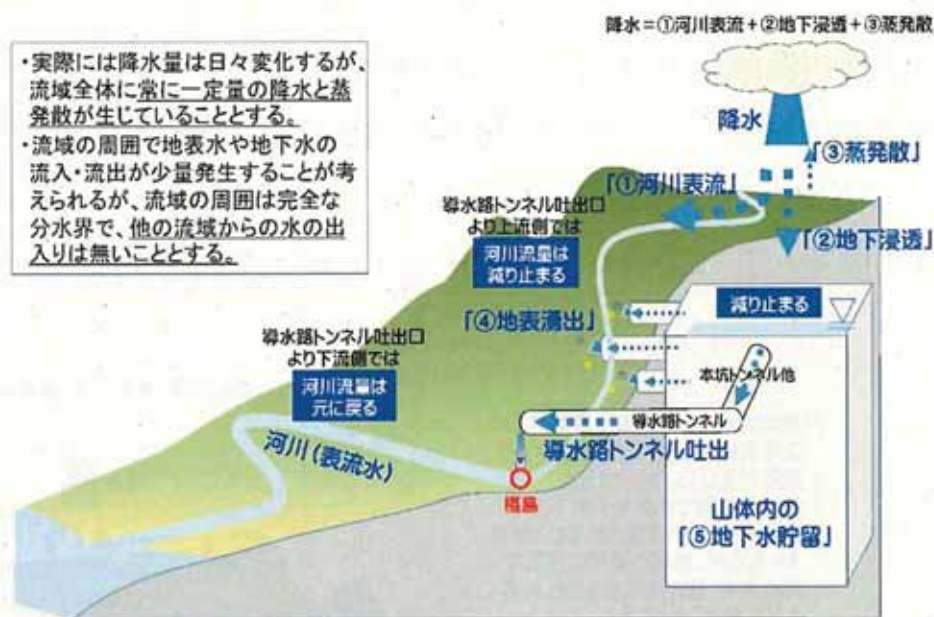 降水＝①河川表流＋②地下浸透＋③蒸発散
・実際には降水量は日々変化するが、
流域全体に常に一定量の降水と蒸
発散が生じていることとする。
・流域の周囲で地表水や地下水の
流入・流出が少量発生することが考
えられるが、流域の周囲は完全な
分水界で、他の流域からの水の出
入りは無いこととする。
降水
「③蒸発散」
「①河川表流」
「②地下浸透」
導水路トンネル吐出口
より上流側では
河川流量は
減り止まる
減り止まる
「④地表湧出」
導水路トンネル吐出口
より下流側では
河川流量は
元に戻る
本坑トンネル他
導水路トンネル
導水路トンネル吐出
河川（表流水）
椹島
山体内の
「⑤地下水貯留」